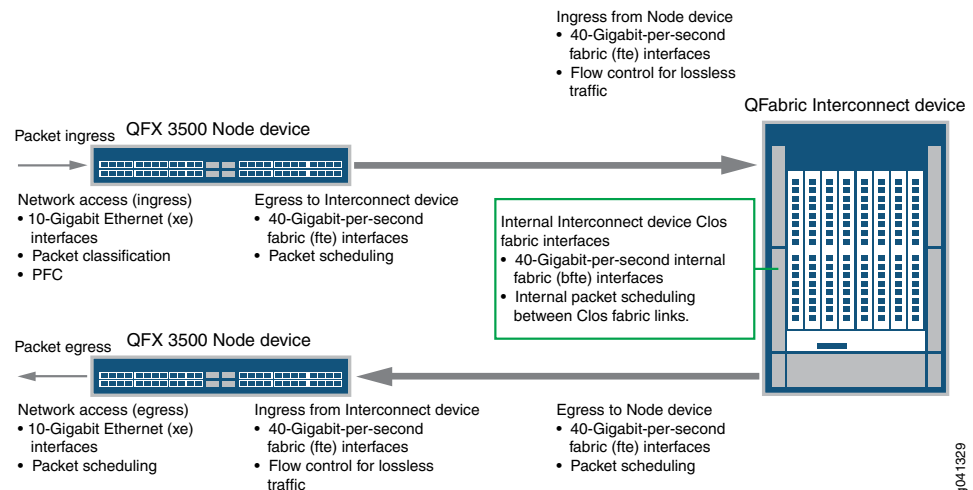 Ingress from Node device
• 40-Gigabit-per-second
fabric (fte) interfaces
• Flow control for lossless
traffic
QFabric Interconnect device
Packet ingress
QFX 3500 Node device
Network access (ingress)
• 10-Gigabit Ethernet (xe)
interfaces
• Packet classification
• PFC
Egress to Interconnect device
• 40-Gigabit-per-second
fabric (fte) interfaces
• Packet scheduling
Internal Interconnect device Clos
fabric interfaces
• 40-Gigabit-per-second internal
fabric (bfte) interfaces
• Internal packet scheduling
between Clos fabric links.
Packet egress
QFX 3500 Node device
Network access (egress)
• 10-Gigabit Ethernet (xe)
interfaces
• Packet scheduling
Ingress from Interconnect device
• 40-Gigabit-per-second
fabric (fte) interfaces
• Flow control for lossless
traffic
Egress to Node device
• 40-Gigabit-per-second
fabric (fte) interfaces
• Packet scheduling
g041329